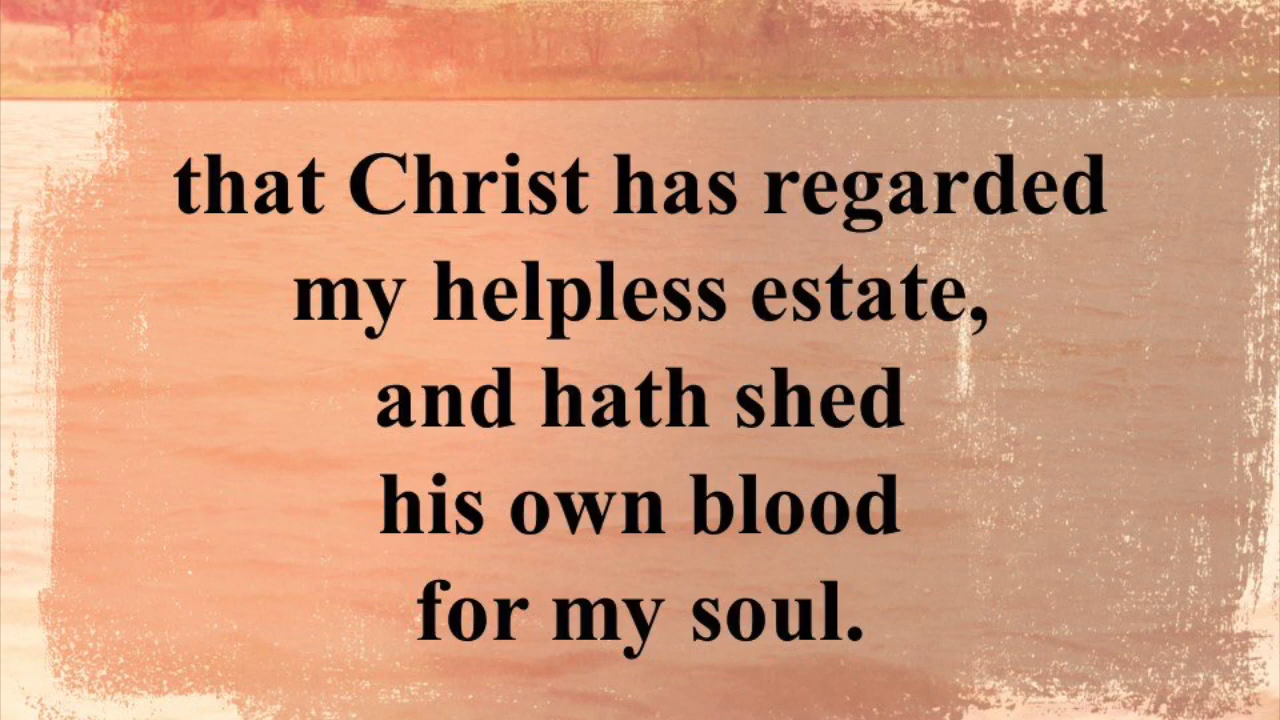 that Christ has regarded
my helpless estate,
and hath shed
his own blood
for my soul.